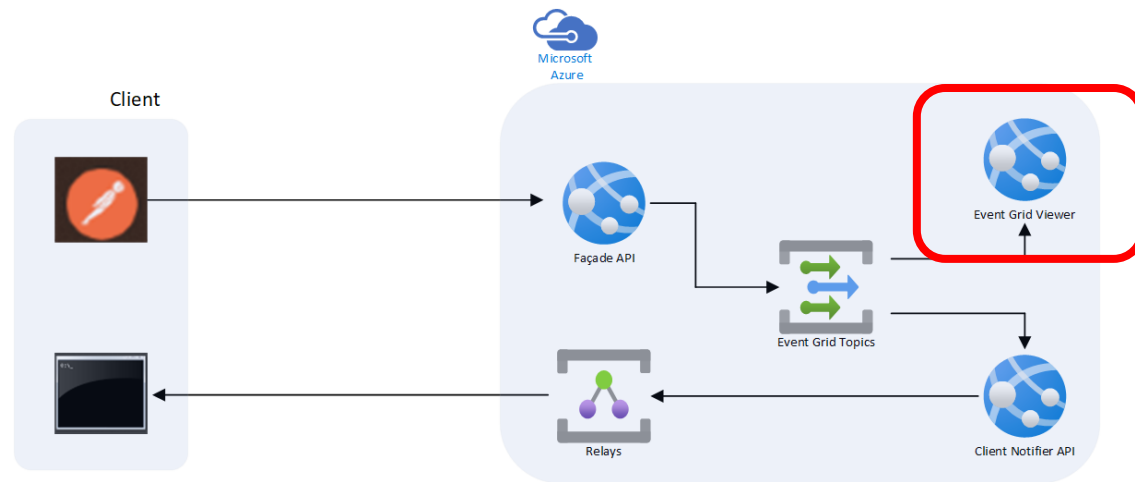 Microsoft
Azure
Client
Event Grid Viewer
Façade API
Event Grid Topics
Relays
Client Notifier API